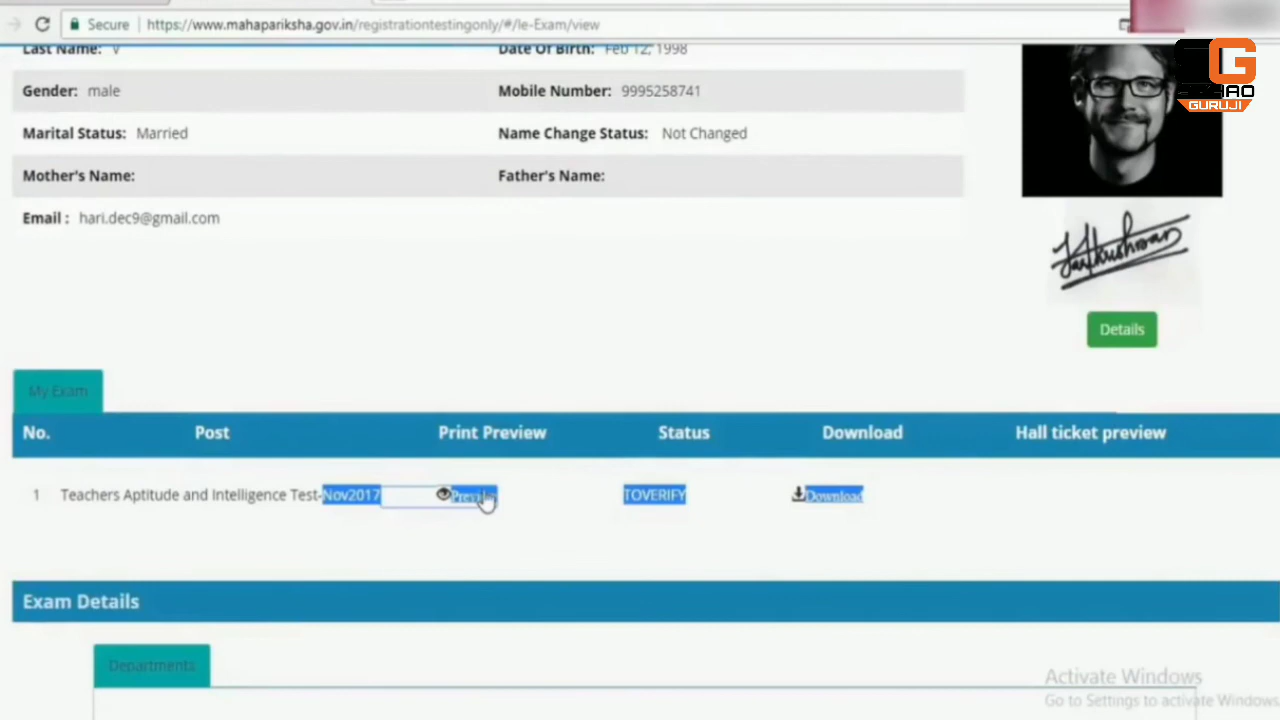 Secure https://www.mahapariksha.gov.in/registrationtestingonly/#/le-Exam/view
Last Name: V Date Of Birth: Feb 12, 1998
Gender: male Mobile Number: 9995258741
Marital Status: Married Name Change Status: Not Changed
Mother's Name: Father's Name:
Email : hari.dec9@gmail.com
GURUJI
Details
My Exam
No. Post Print Preview Status Download Hall ticket preview
1 Teachers Aptitude and Intelligence Test-Nov2017 Preview TOVERIFY Download
Exam Details
Departments
Activate Windows
Go to Settings to activate Windows